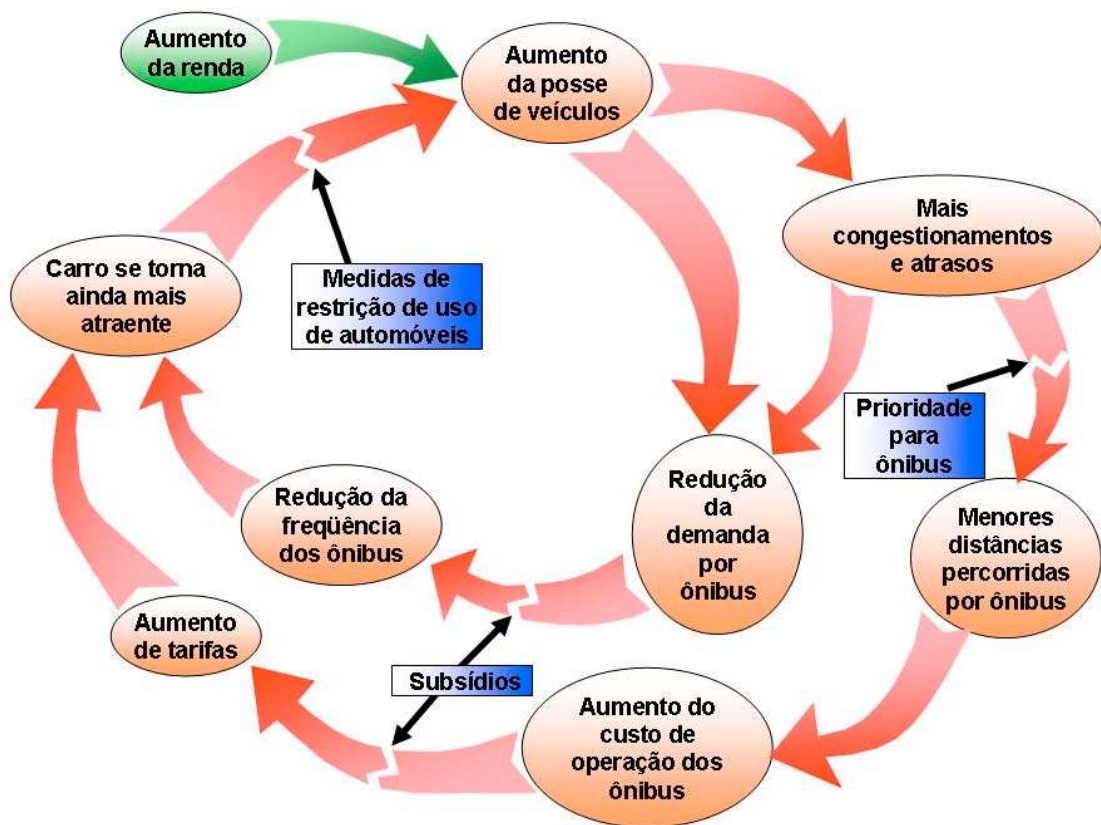 Aumento
da renda
Aumento
da posse
de veículos
Mais
congestionamentos
e atrasos
Carro se torna
ainda mais
atraente
Medidas de
restrição de uso
de automóveis
Prioridade
para
ônibus
Redução da
freqüência
dos ônibus
Redução
da
demanda
por
ônibus
Menores
distâncias
percorridas
por ônibus
Aumento
de tarifas
Subsídios
Aumento do
custo de
operação dos
ônibus